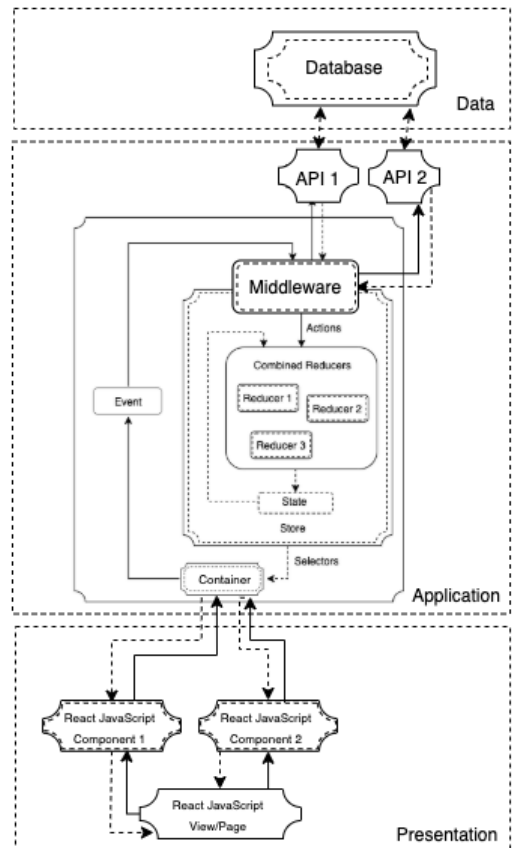 Database
Data
API 1
API 2
Middleware
Actions
Combined Reducers
Reducer 1
Reducer 2
Reducer 3
Event
State
Store
Selectors
Container
Application
React JavaScript
Component 1
React JavaScript
Component 2
React JavaScript
View/Page
Presentation